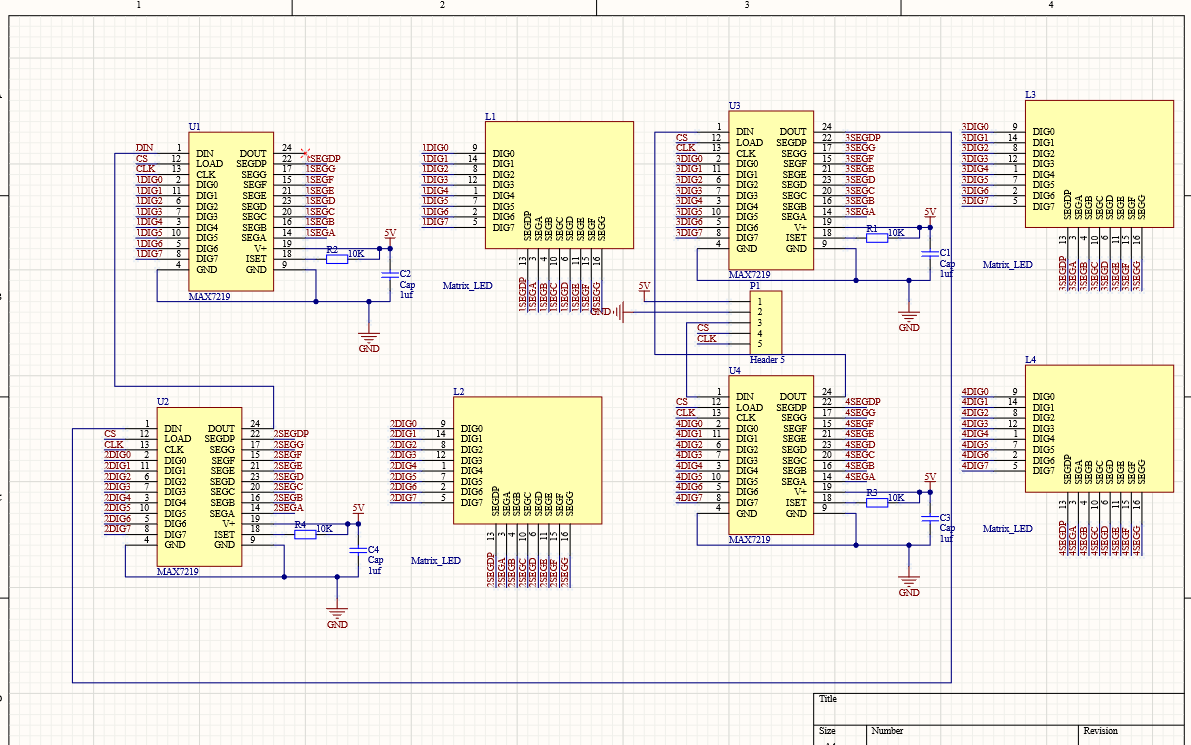 1 2 3 4
U1
DIN 1 DIN DOUT 24
CS 12 LOAD SEGDP 22 1SEGDP
CLK 13 CLK SEGG 17 1SEGG
1DIG0 2 DIG0 SEGF 15 1SEGF
1DIG1 11 DIG1 SEGE 21 1SEGE
1DIG2 6 DIG2 SEGD 23 1SEGD
1DIG3 7 DIG3 SEGC 20 1SEGC
1DIG4 3 DIG4 SEGB 16 1SEGB
1DIG5 10 DIG5 SEGA 14 1SEGA
1DIG6 5 DIG6 V+ 19
1DIG7 8 DIG7 ISET 18
4 GND GND 9
MAX7219
R2 10K
5V
C2
Cap
1uf
GND
L1
1DIG0 9 DIG0
1DIG1 14 DIG1
1DIG2 8 DIG2
1DIG3 12 DIG3
1DIG4 1 DIG4
1DIG5 7 DIG5
1DIG6 2 DIG6
1DIG7 5 DIG7
SEGDP SEGA SEGB SEGC SEGD SEGE SEGF SEGG
13 3 4 10 6 11 15 16
1SEGDP 1SEGA 1SEGB 1SEGC 1SEGD 1SEGE 1SEGF 1SEGG
Matrix_LED
U3
1 DIN DOUT 24
CS 12 LOAD SEGDP 22 3SEGDP
CLK 13 CLK SEGG 17 3SEGG
3DIG0 2 DIG0 SEGF 15 3SEGF
3DIG1 11 DIG1 SEGE 21 3SEGE
3DIG2 6 DIG2 SEGD 23 3SEGD
3DIG3 7 DIG3 SEGC 20 3SEGC
3DIG4 3 DIG4 SEGB 16 3SEGB
3DIG5 10 DIG5 SEGA 14 3SEGA
3DIG6 5 DIG6 V+ 19
3DIG7 8 DIG7 ISET 18
4 GND GND 9
MAX7219
R1 10K
5V
C1
Cap
1uf
GND
L3
3DIG0 9 DIG0
3DIG1 14 DIG1
3DIG2 8 DIG2
3DIG3 12 DIG3
3DIG4 1 DIG4
3DIG5 7 DIG5
3DIG6 2 DIG6
3DIG7 5 DIG7
SEGDP SEGA SEGB SEGC SEGD SEGE SEGF SEGG
13 3 4 10 6 11 15 16
3SEGDP 3SEGA 3SEGB 3SEGC 3SEGD 3SEGE 3SEGF 3SEGG
Matrix_LED
P1
5V 1
GND 2
3
CS 4
CLK 5
Header 5
U2
1 DIN DOUT 24
CS 12 LOAD SEGDP 22 2SEGDP
CLK 13 CLK SEGG 17 2SEGG
2DIG0 2 DIG0 SEGF 15 2SEGF
2DIG1 11 DIG1 SEGE 21 2SEGE
2DIG2 6 DIG2 SEGD 23 2SEGD
2DIG3 7 DIG3 SEGC 20 2SEGC
2DIG4 3 DIG4 SEGB 16 2SEGB
2DIG5 10 DIG5 SEGA 14 2SEGA
2DIG6 5 DIG6 V+ 19
2DIG7 8 DIG7 ISET 18
4 GND GND 9
MAX7219
R4 10K
5V
C4
Cap
1uf
GND
L2
2DIG0 9 DIG0
2DIG1 14 DIG1
2DIG2 8 DIG2
2DIG3 12 DIG3
2DIG4 1 DIG4
2DIG5 7 DIG5
2DIG6 2 DIG6
2DIG7 5 DIG7
SEGDP SEGA SEGB SEGC SEGD SEGE SEGF SEGG
13 3 4 10 6 11 15 16
2SEGDP 2SEGA 2SEGB 2SEGC 2SEGD 2SEGE 2SEGF 2SEGG
Matrix_LED
U4
1 DIN DOUT 24
CS 12 LOAD SEGDP 22 4SEGDP
CLK 13 CLK SEGG 17 4SEGG
4DIG0 2 DIG0 SEGF 15 4SEGF
4DIG1 11 DIG1 SEGE 21 4SEGE
4DIG2 6 DIG2 SEGD 23 4SEGD
4DIG3 7 DIG3 SEGC 20 4SEGC
4DIG4 3 DIG4 SEGB 16 4SEGB
4DIG5 10 DIG5 SEGA 14 4SEGA
4DIG6 5 DIG6 V+ 19
4DIG7 8 DIG7 ISET 18
4 GND GND 9
MAX7219
R3 10K
5V
C3
Cap
1uf
GND
L4
4DIG0 9 DIG0
4DIG1 14 DIG1
4DIG2 8 DIG2
4DIG3 12 DIG3
4DIG4 1 DIG4
4DIG5 7 DIG5
4DIG6 2 DIG6
4DIG7 5 DIG7
SEGDP SEGA SEGB SEGC SEGD SEGE SEGF SEGG
13 3 4 10 6 11 15 16
4SEGDP 4SEGA 4SEGB 4SEGC 4SEGD 4SEGE 4SEGF 4SEGG
Matrix_LED
Title
Size Number Revision